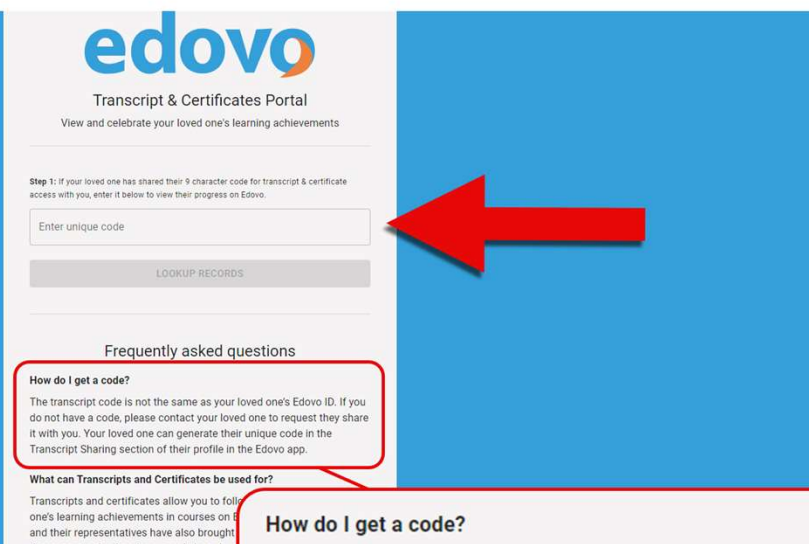 edovo
Transcript & Certificates Portal
View and celebrate your loved one's learning achievements
Step 1: If your loved one has shared their 9 character code for transcript & certificate
access with you, enter it below to view their progress on Edovo.
Enter unique code
LOOKUP RECORDS
Frequently asked questions
How do I get a code?
The transcript code is not the same as your loved one's Edovo ID. If you
do not have a code, please contact your loved one to request they share
it with you. Your loved one can generate their unique code in the
Transcript Sharing section of their profile in the Edovo app.
What can Transcripts and Certificates be used for?
Transcripts and certificates allow you to
one's learning achievements in courses on
and their representatives have also brought
How do I get a code?